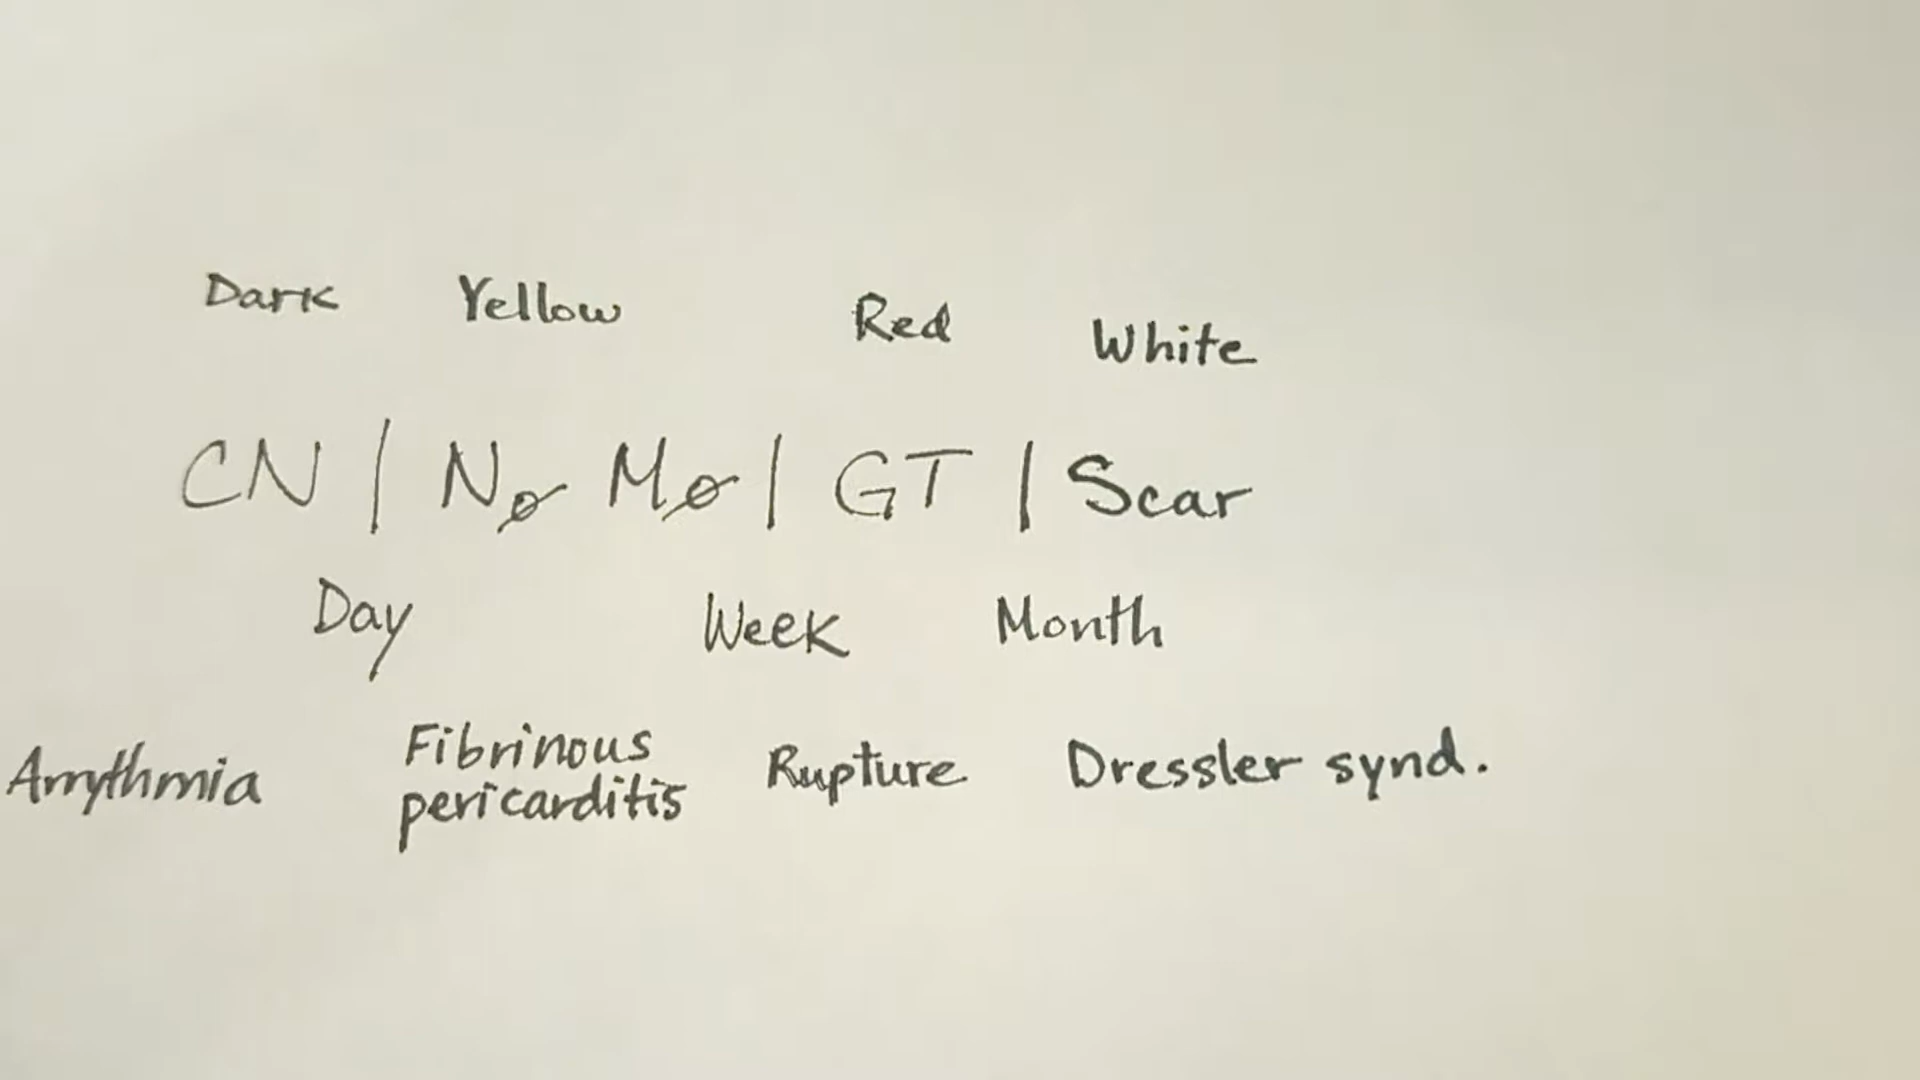 Dark Yellow Red White
CN | Nø Mø | GT | Scar
Day Week Month
Arrythmia Fibrinous pericarditis Rupture Dressler synd.